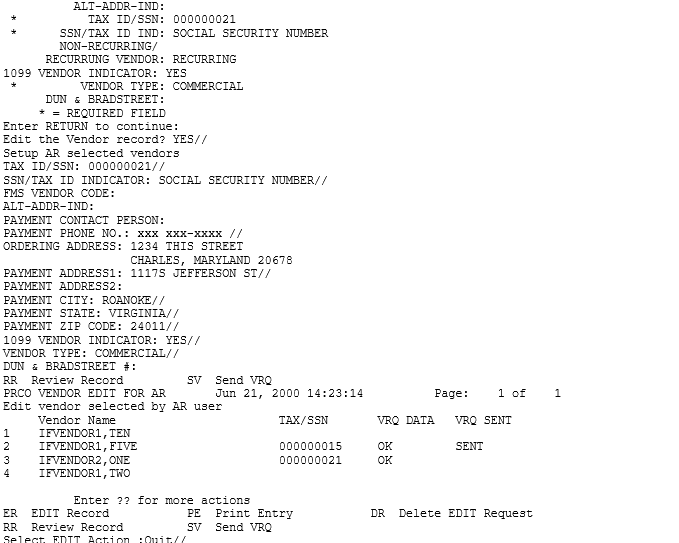 ALT-ADDR-IND:
* TAX ID/SSN: 000000021
* SSN/TAX ID IND: SOCIAL SECURITY NUMBER
NON-RECURRING/
RECURRUNG VENDOR: RECURRING
1099 VENDOR INDICATOR: YES
* VENDOR TYPE: COMMERCIAL
DUN & BRADSTREET:
* = REQUIRED FIELD
Enter RETURN to continue:
Edit the Vendor record? YES//
Setup AR selected vendors
TAX ID/SSN: 000000021//
SSN/TAX ID INDICATOR: SOCIAL SECURITY NUMBER//
FMS VENDOR CODE:
ALT-ADDR-IND:
PAYMENT CONTACT PERSON:
PAYMENT PHONE NO.: xxx xxx-xxxx //
ORDERING ADDRESS: 1234 THIS STREET
CHARLES, MARYLAND 20678
PAYMENT ADDRESS1: 1117S JEFFERSON ST//
PAYMENT ADDRESS2:
PAYMENT CITY: ROANOKE//
PAYMENT STATE: VIRGINIA//
PAYMENT ZIP CODE: 24011//
1099 VENDOR INDICATOR: YES//
VENDOR TYPE: COMMERCIAL//
DUN & BRADSTREET #:
RR Review Record SV Send VRQ
PRCO VENDOR EDIT FOR AR Jun 21, 2000 14:23:14 Page: 1 of 1
Edit vendor selected by AR user
Vendor Name TAX/SSN VRQ DATA VRQ SENT
1 IFVENDOR1,TEN
2 IFVENDOR1,FIVE 000000015 OK SENT
3 IFVENDOR2,ONE 000000021 OK
4 IFVENDOR1,TWO
Enter ?? for more actions
ER EDIT Record PE Print Entry DR Delete EDIT Request
RR Review Record SV Send VRQ
Select EDIT Action :Quit//